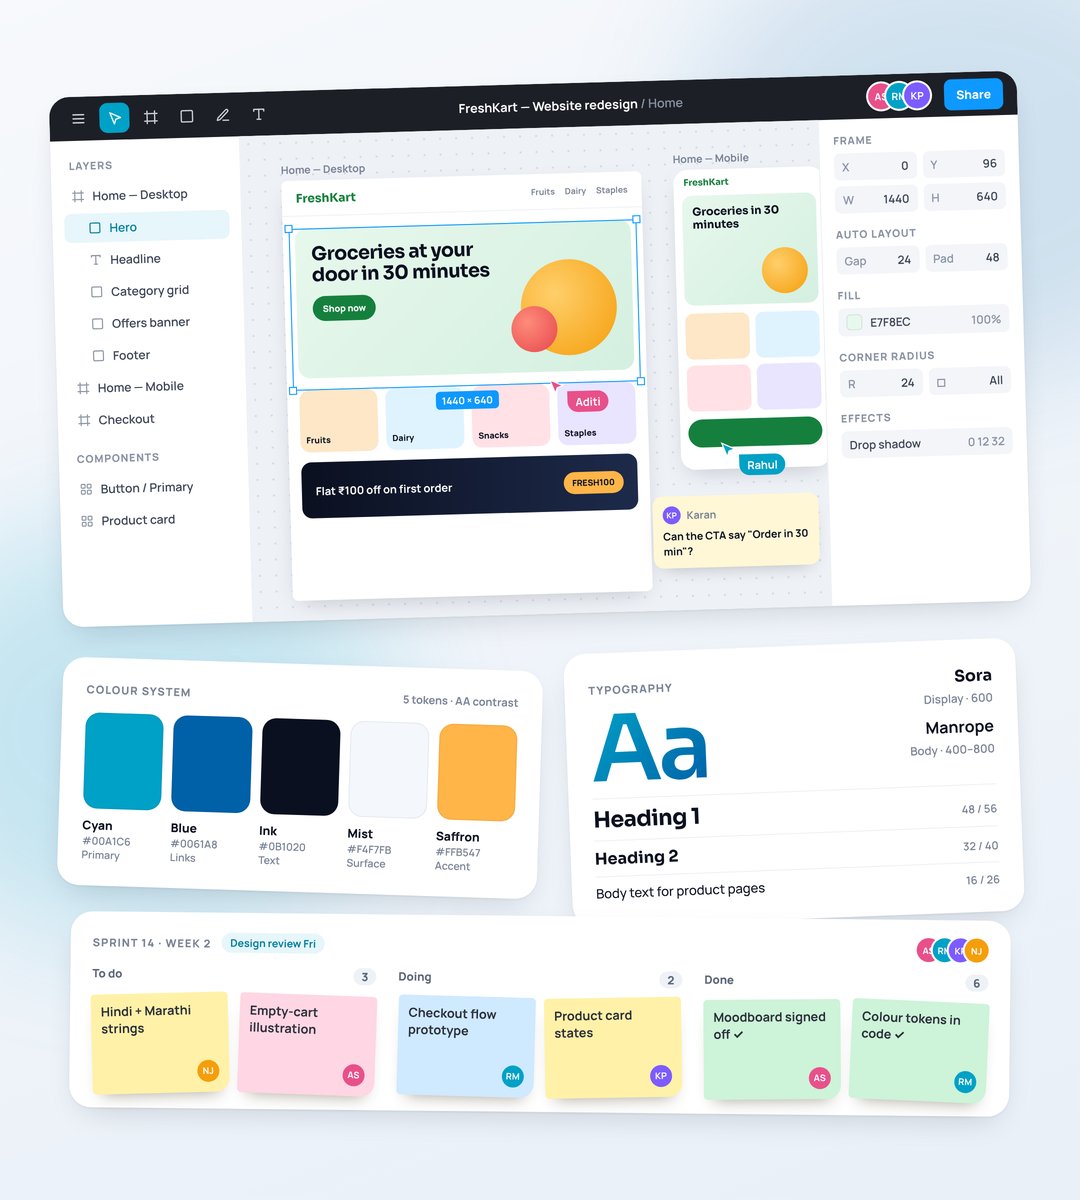 FreshKart — Website redesign / Home
AS RM KP
Share
LAYERS
Home — Desktop
Hero
Headline
Category grid
Offers banner
Footer
Home — Mobile
Checkout
COMPONENTS
Button / Primary
Product card
Home — Desktop
FreshKart
Fruits Dairy Staples
Groceries at your
door in 30 minutes
Shop now
1440 × 640
Aditi
Fruits
Dairy
Snacks
Staples
Flat ₹100 off on first order
FRESH100
Home — Mobile
FreshKart
Groceries in 30
minutes
Rahul
KP Karan
Can the CTA say "Order in 30
min"?
FRAME
X 0
Y 96
W 1440
H 640
AUTO LAYOUT
Gap 24
Pad 48
FILL
E7F8EC 100%
CORNER RADIUS
R 24
All
EFFECTS
Drop shadow 0 12 32
COLOUR SYSTEM
5 tokens · AA contrast
Cyan
#00A1C6
Primary
Blue
#0061A8
Links
Ink
#0B1020
Text
Mist
#F4F7FB
Surface
Saffron
#FFB547
Accent
TYPOGRAPHY
Aa
Sora
Display · 600
Manrope
Body · 400–800
Heading 1 48 / 56
Heading 2 32 / 40
Body text for product pages 16 / 26
SPRINT 14 · WEEK 2
Design review Fri
AS RM KP NJ
To do 3
Hindi + Marathi
strings
NJ
Empty-cart
illustration
AS
Doing 2
Checkout flow
prototype
RM
Product card
states
KP
Done 6
Moodboard signed
off ✓
AS
Colour tokens in
code ✓
RM